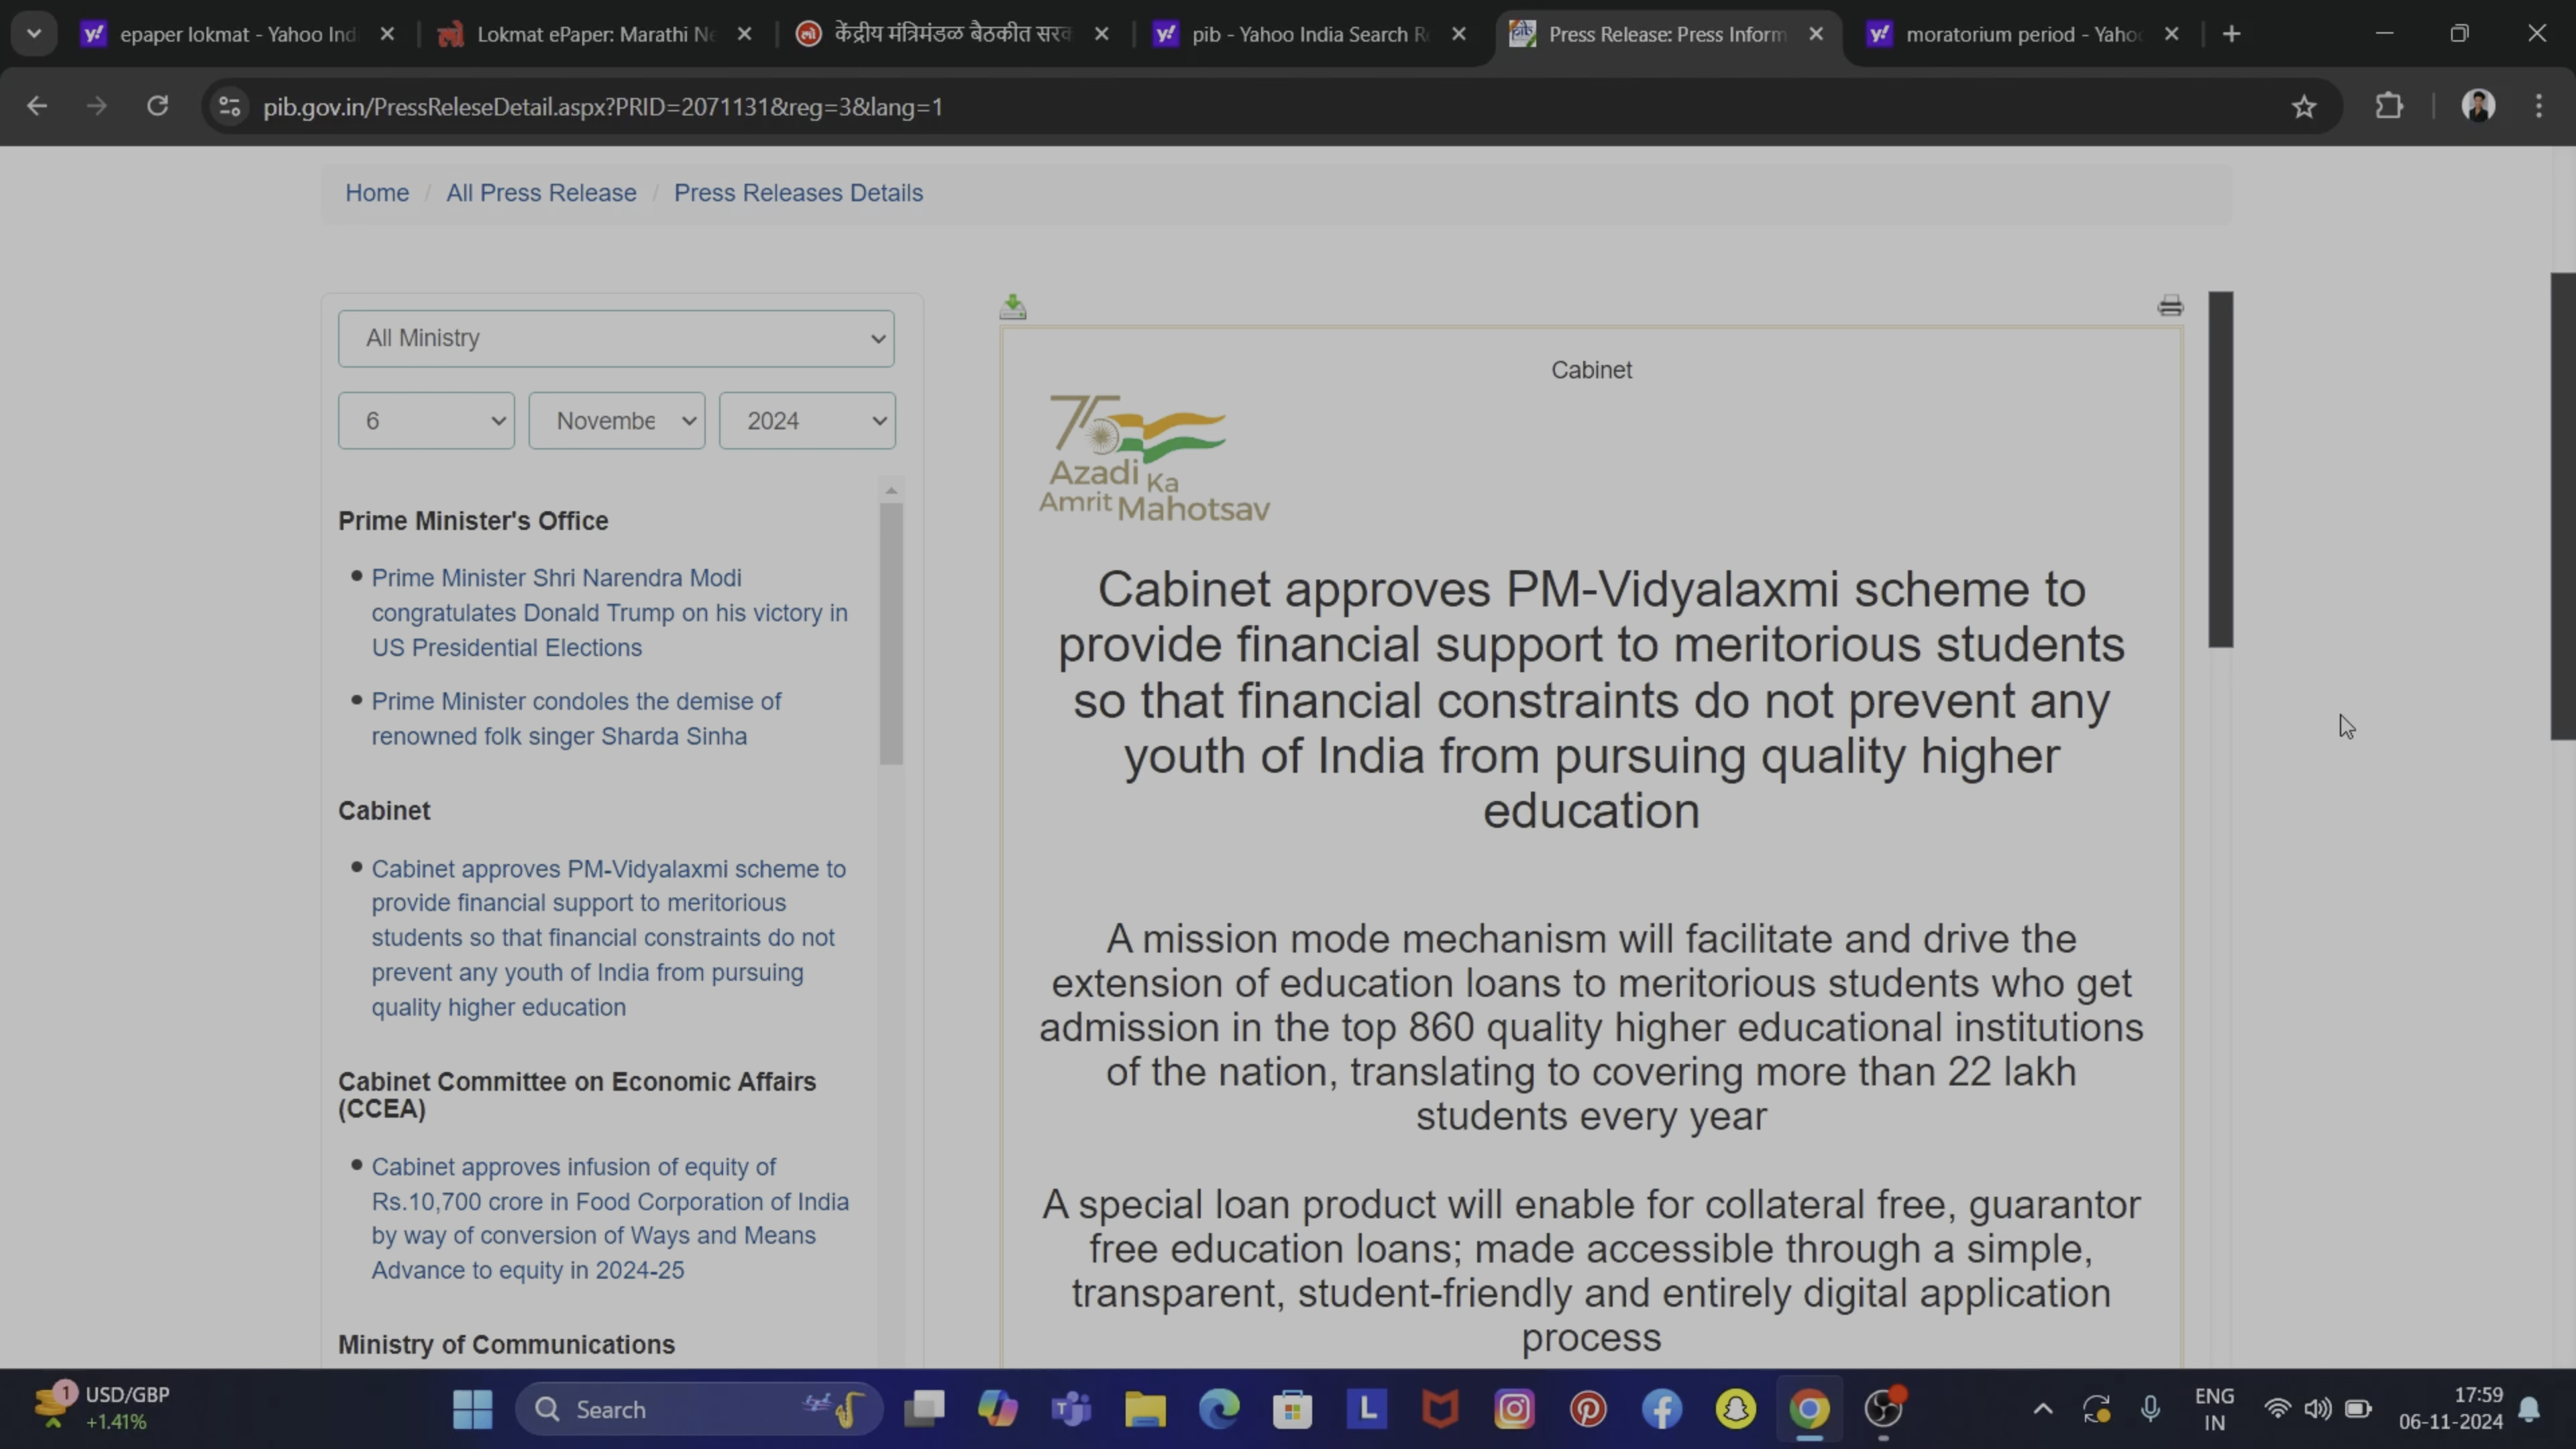 epaper lokmat - Yahoo Ind
Lokmat ePaper: Marathi Ne
केंद्रीय मंत्रिमंडळ बैठकीत सरक
pib - Yahoo India Search Re
Press Release: Press Inform
moratorium period - Yahoo
pib.gov.in/PressReleseDetail.aspx?PRID=2071131&reg=3&lang=1
Home / All Press Release / Press Releases Details
All Ministry
6
Novembe
2024
Prime Minister's Office
Prime Minister Shri Narendra Modi
congratulates Donald Trump on his victory in
US Presidential Elections
Prime Minister condoles the demise of
renowned folk singer Sharda Sinha
Cabinet
Cabinet approves PM-Vidyalaxmi scheme to
provide financial support to meritorious
students so that financial constraints do not
prevent any youth of India from pursuing
quality higher education
Cabinet Committee on Economic Affairs
(CCEA)
Cabinet approves infusion of equity of
Rs.10,700 crore in Food Corporation of India
by way of conversion of Ways and Means
Advance to equity in 2024-25
Ministry of Communications
Cabinet
75
Azadi Ka
Amrit Mahotsav
Cabinet approves PM-Vidyalaxmi scheme to
provide financial support to meritorious students
so that financial constraints do not prevent any
youth of India from pursuing quality higher
education
A mission mode mechanism will facilitate and drive the
extension of education loans to meritorious students who get
admission in the top 860 quality higher educational institutions
of the nation, translating to covering more than 22 lakh
students every year
A special loan product will enable for collateral free, guarantor
free education loans; made accessible through a simple,
transparent, student-friendly and entirely digital application
process
1
USD/GBP
+1.41%
Search
L
ENG
IN
17:59
06-11-2024